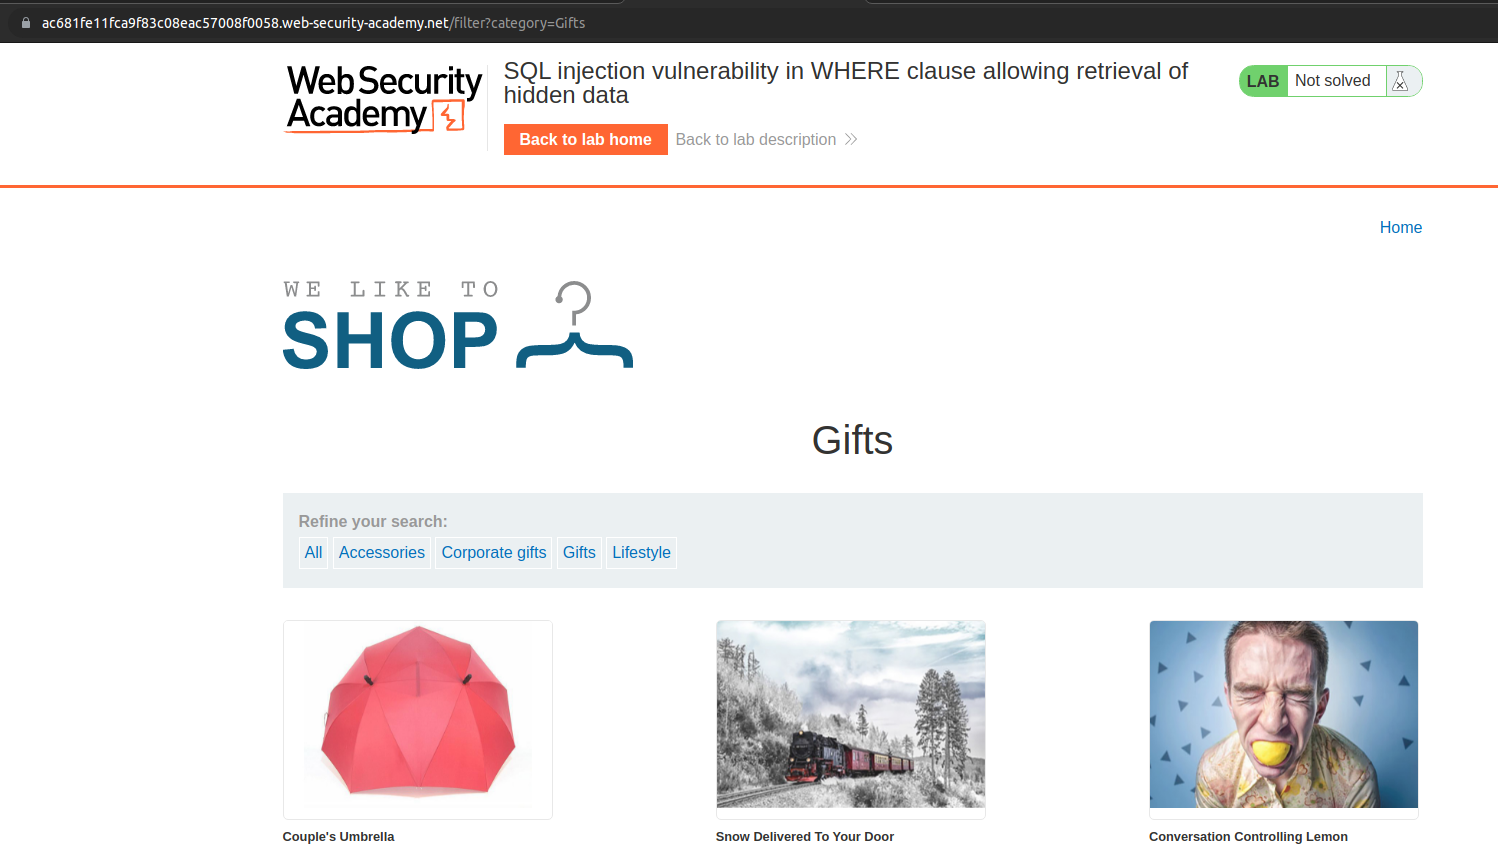 ac681fe11fca9f83c08eac57008f0058.web-security-academy.net/filter?category=Gifts
Web Security
Academy
SQL injection vulnerability in WHERE clause allowing retrieval of
hidden data
LAB Not solved
Back to lab home Back to lab description
Home
WE LIKE TO
SHOP
Gifts
Refine your search:
All Accessories Corporate gifts Gifts Lifestyle
Couple's Umbrella Snow Delivered To Your Door Conversation Controlling Lemon